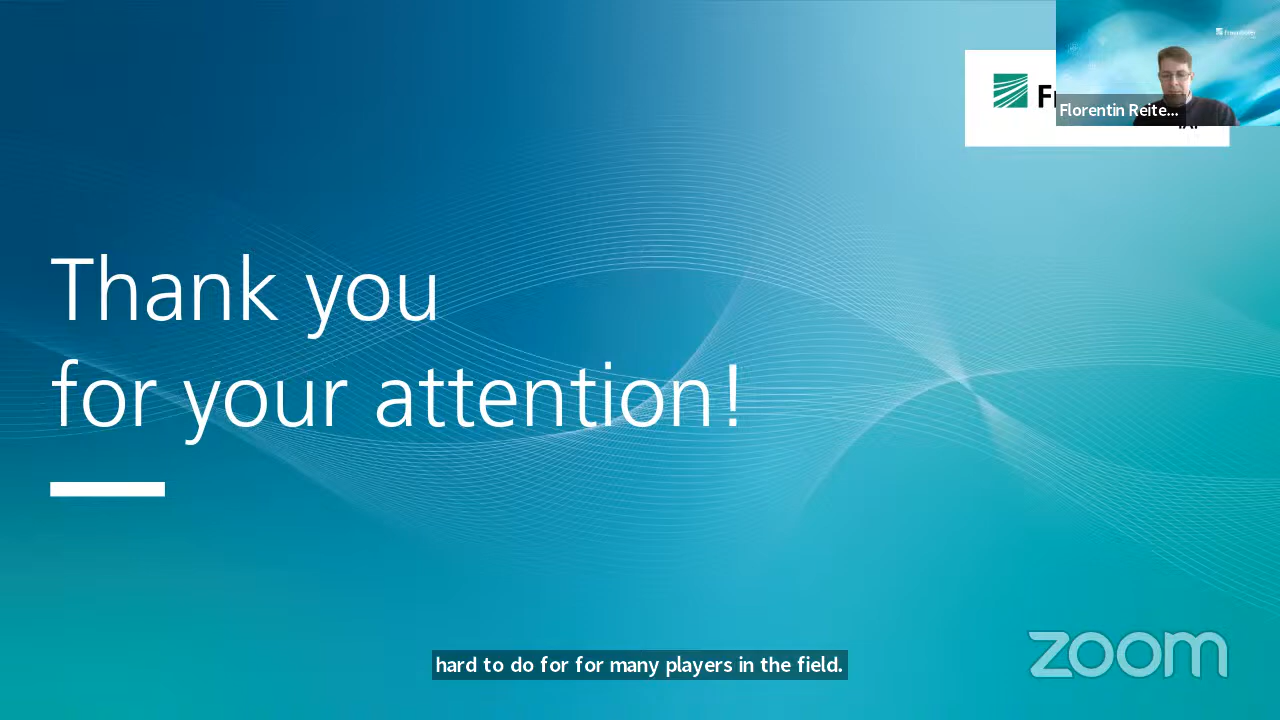 Florentin Reite...
Thank you
for your attention!
hard to do for for many players in the field.
zoom